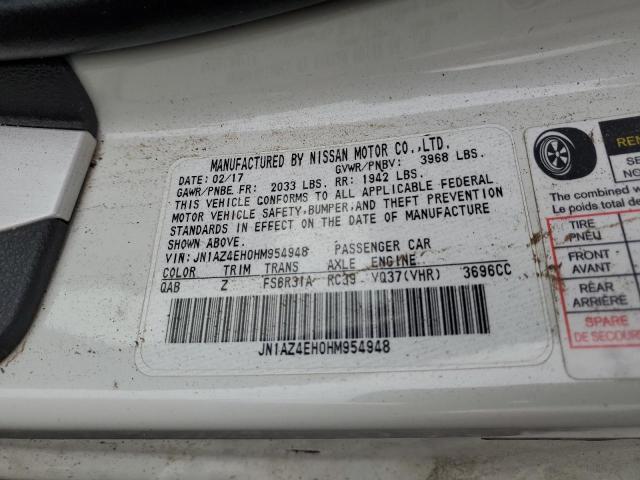 MANUFACTURED BY NISSAN MOTOR CO.,LTD.
DATE: 02/17 GVWR/PNBV: 3968 LBS.
GAWR/PNBE FR: 2033 LBS. RR: 1942 LBS.
THIS VEHICLE CONFORMS TO ALL APPLICABLE FEDERAL
MOTOR VEHICLE SAFETY, BUMPER, AND THEFT PREVENTION
STANDARDS IN EFFECT ON THE DATE OF MANUFACTURE
SHOWN ABOVE.
VIN: JN1AZ4EH0HM954948 PASSENGER CAR
COLOR TRIM TRANS AXLE ENGINE
QAB Z FS6R31A RC39 VQ37(VHR) 3696CC
JN1AZ4EH0HM954948
The combined
Le poids total des
TIRE
PNEU
FRONT
AVANT
REAR
ARRIÈRE
SPARE
DE SECOURS